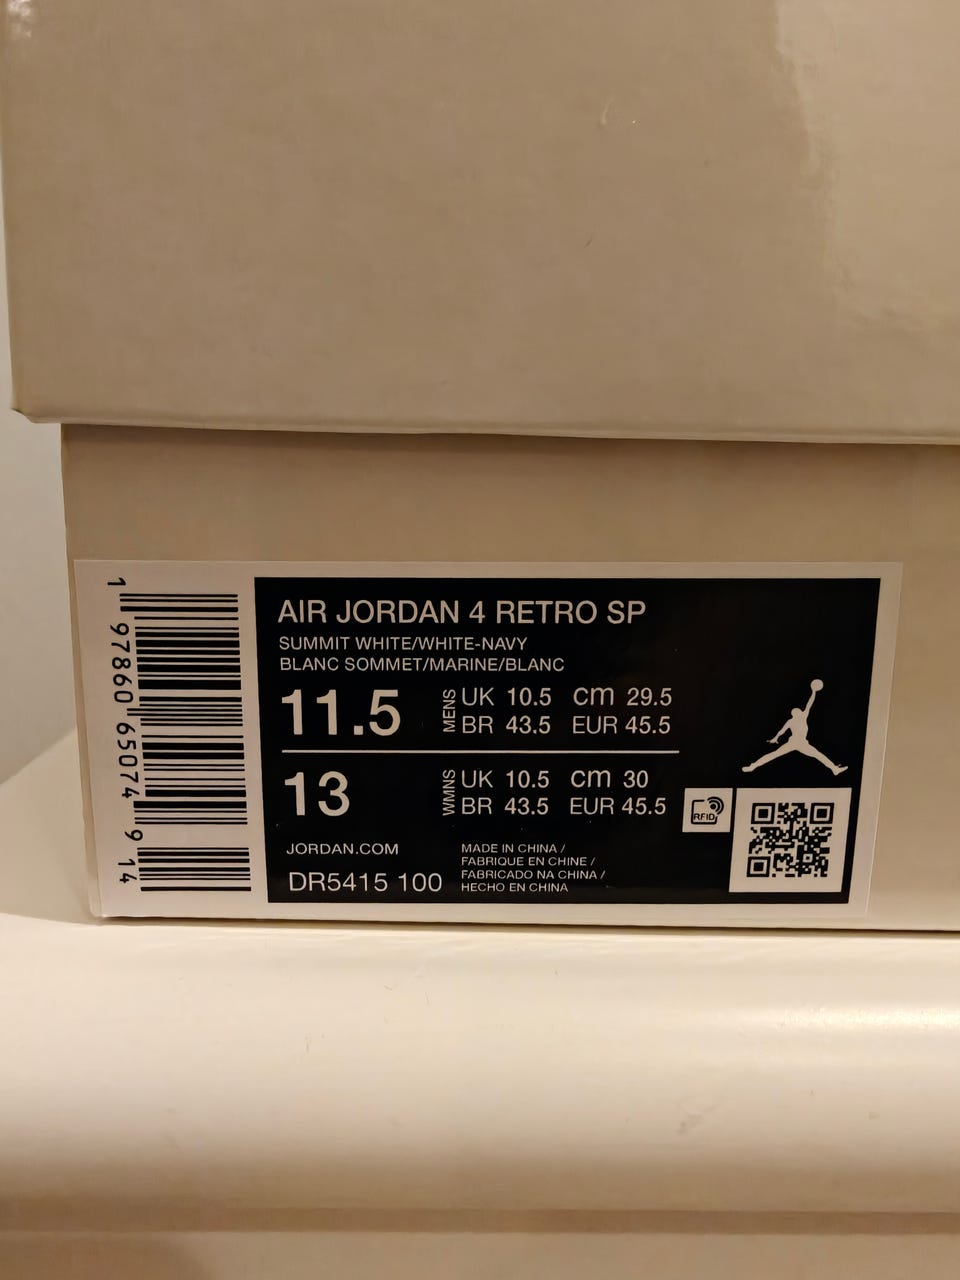 AIR JORDAN 4 RETRO SP
SUMMIT WHITE/WHITE-NAVY
BLANC SOMMET/MARINE/BLANC
11.5 MENS UK 10.5 cm 29.5
BR 43.5 EUR 45.5
13 WMNS UK 10.5 cm 30
BR 43.5 EUR 45.5
RFID
JORDAN.COM
DR5415 100
MADE IN CHINA /
FABRIQUE EN CHINE /
FABRICADO NA CHINA /
HECHO EN CHINA
1 97860 65074 9 14